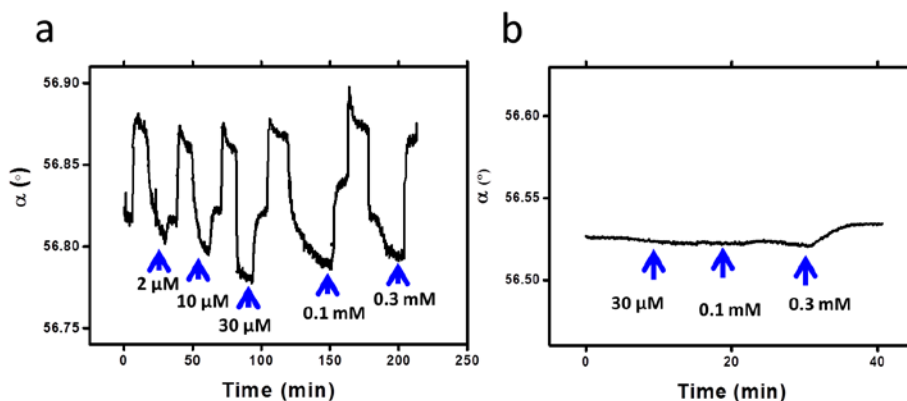 a
b
56.90
56.85
56.80
56.75
α (°)
2 µM
10 µM
30 µM
0.1 mM
0.3 mM
0
50
100
150
200
250
Time (min)
56.60
56.55
56.50
α (°)
30 µM
0.1 mM
0.3 mM
0
20
40
Time (min)